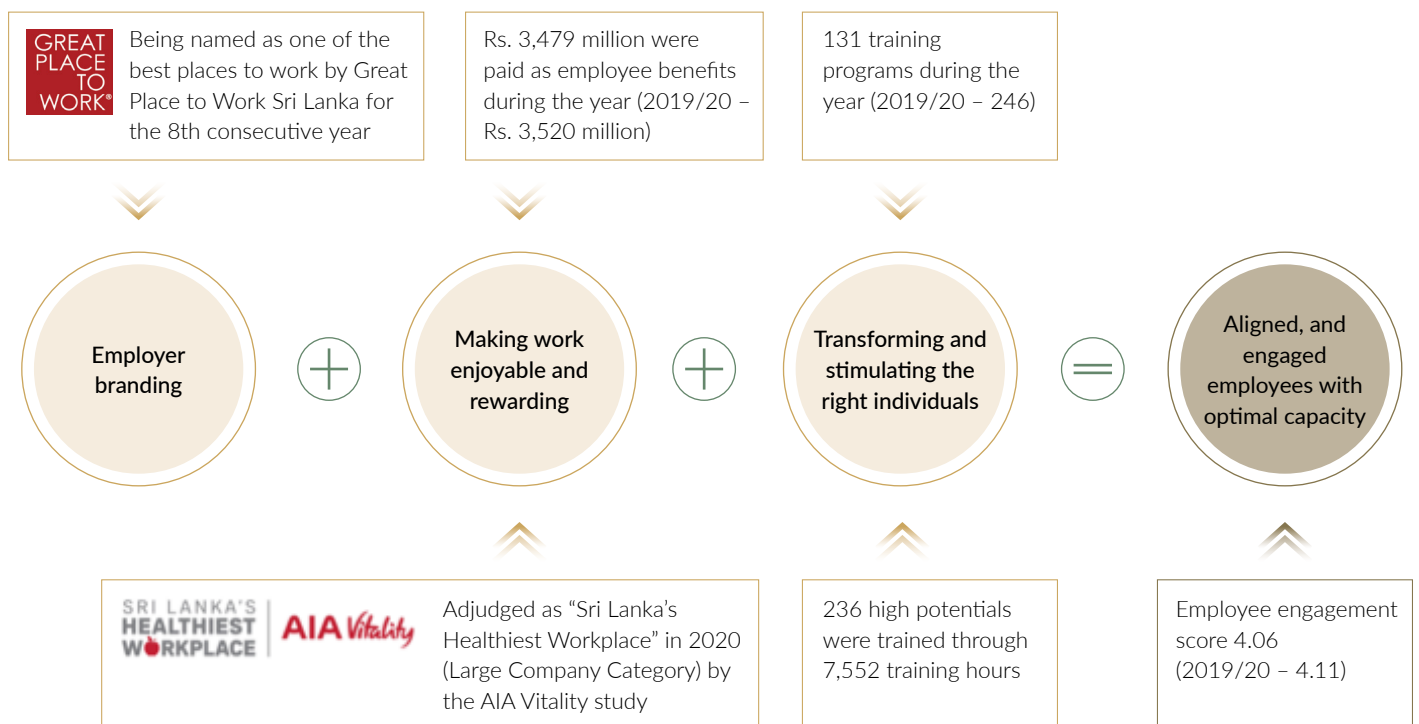 GREAT
PLACE
TO
WORK®
Being named as one of the
best places to work by Great
Place to Work Sri Lanka for
the 8th consecutive year
Rs. 3,479 million were
paid as employee benefits
during the year (2019/20 –
Rs. 3,520 million)
131 training
programs during the
year (2019/20 – 246)
Employer
branding
Making work
enjoyable and
rewarding
Transforming and
stimulating the
right individuals
Aligned, and
engaged
employees with
optimal capacity
SRI LANKA'S
HEALTHIEST
WORKPLACE
AIA Vitality
Adjudged as “Sri Lanka’s
Healthiest Workplace” in 2020
(Large Company Category) by
the AIA Vitality study
236 high potentials
were trained through
7,552 training hours
Employee engagement
score 4.06
(2019/20 – 4.11)